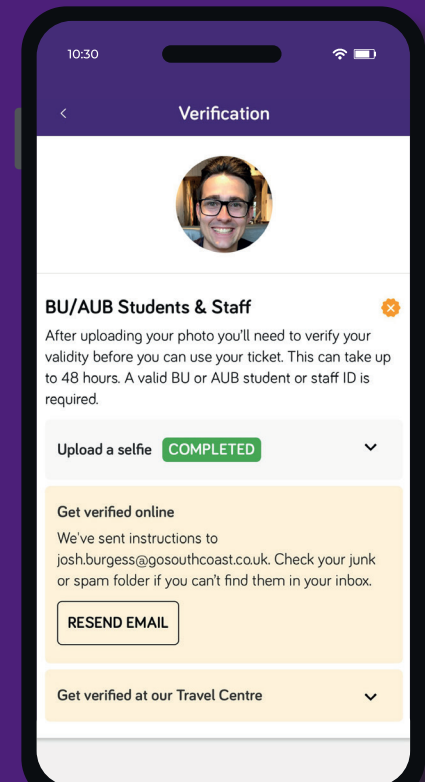 10:30
Verification
BU/AUB Students & Staff
After uploading your photo you'll need to verify your
validity before you can use your ticket. This can take up
to 48 hours. A valid BU or AUB student or staff ID is
required.
Upload a selfie COMPLETED
Get verified online
We've sent instructions to
josh.burgess@gosouthcoast.co.uk. Check your junk
or spam folder if you can't find them in your inbox.
RESEND EMAIL
Get verified at our Travel Centre